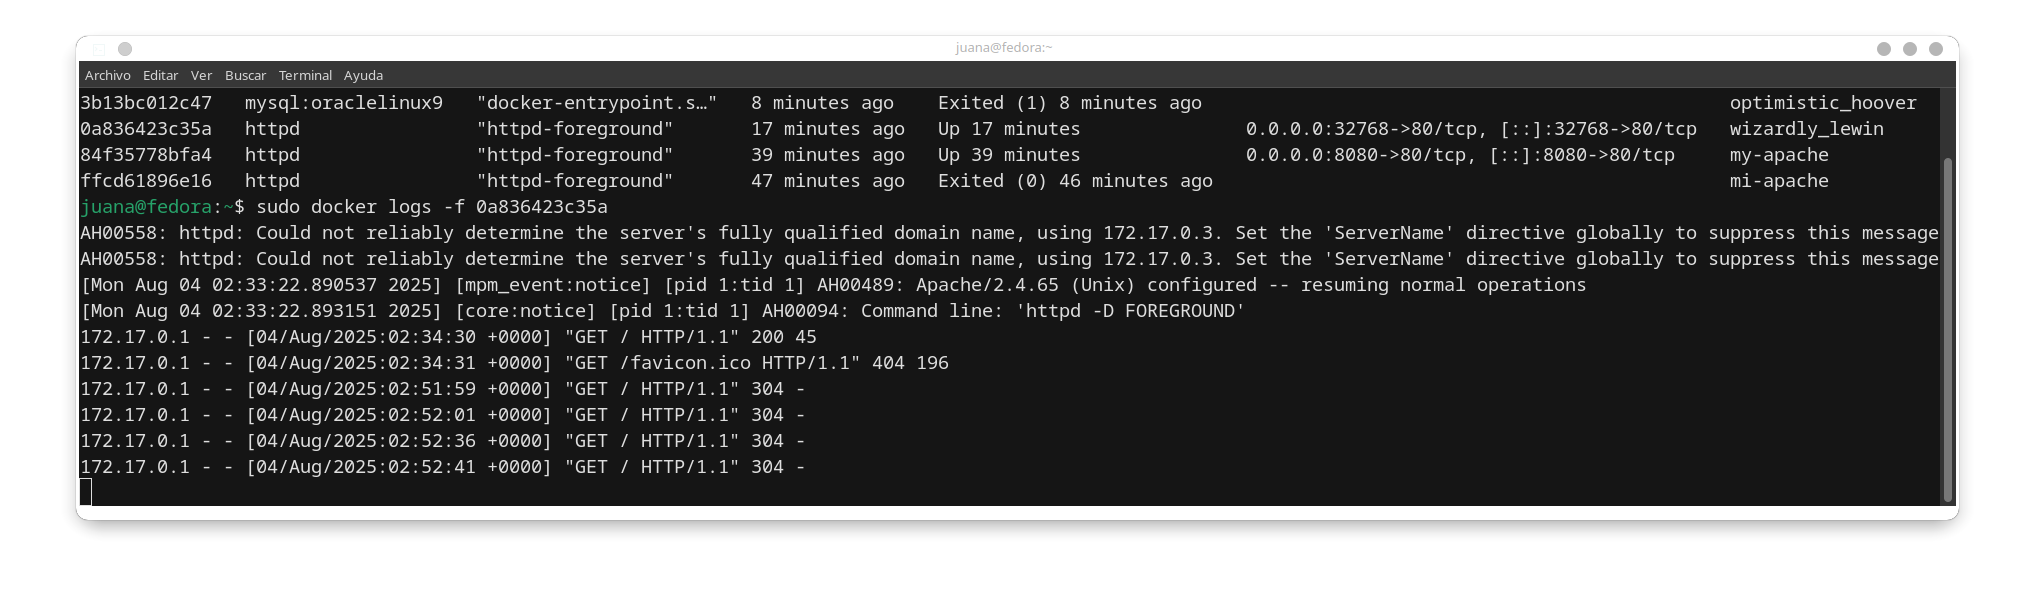 juana@fedora:~
Archivo Editar Ver Buscar Terminal Ayuda
3b13bc012c47   mysql:oraclelinux9   "docker-entrypoint.s…"   8 minutes ago    Exited (1) 8 minutes ago                                                optimistic_hoover
0a836423c35a   httpd                "httpd-foreground"       17 minutes ago   Up 17 minutes               0.0.0.0:32768->80/tcp, [::]:32768->80/tcp   wizardly_lewin
84f35778bfa4   httpd                "httpd-foreground"       39 minutes ago   Up 39 minutes               0.0.0.0:8080->80/tcp, [::]:8080->80/tcp     my-apache
ffcd61896e16   httpd                "httpd-foreground"       47 minutes ago   Exited (0) 46 minutes ago                                               mi-apache
juana@fedora:~$ sudo docker logs -f 0a836423c35a
AH00558: httpd: Could not reliably determine the server's fully qualified domain name, using 172.17.0.3. Set the 'ServerName' directive globally to suppress this message
AH00558: httpd: Could not reliably determine the server's fully qualified domain name, using 172.17.0.3. Set the 'ServerName' directive globally to suppress this message
[Mon Aug 04 02:33:22.890537 2025] [mpm_event:notice] [pid 1:tid 1] AH00489: Apache/2.4.65 (Unix) configured -- resuming normal operations
[Mon Aug 04 02:33:22.893151 2025] [core:notice] [pid 1:tid 1] AH00094: Command line: 'httpd -D FOREGROUND'
172.17.0.1 - - [04/Aug/2025:02:34:30 +0000] "GET / HTTP/1.1" 200 45
172.17.0.1 - - [04/Aug/2025:02:34:31 +0000] "GET /favicon.ico HTTP/1.1" 404 196
172.17.0.1 - - [04/Aug/2025:02:51:59 +0000] "GET / HTTP/1.1" 304 -
172.17.0.1 - - [04/Aug/2025:02:52:01 +0000] "GET / HTTP/1.1" 304 -
172.17.0.1 - - [04/Aug/2025:02:52:36 +0000] "GET / HTTP/1.1" 304 -
172.17.0.1 - - [04/Aug/2025:02:52:41 +0000] "GET / HTTP/1.1" 304 -